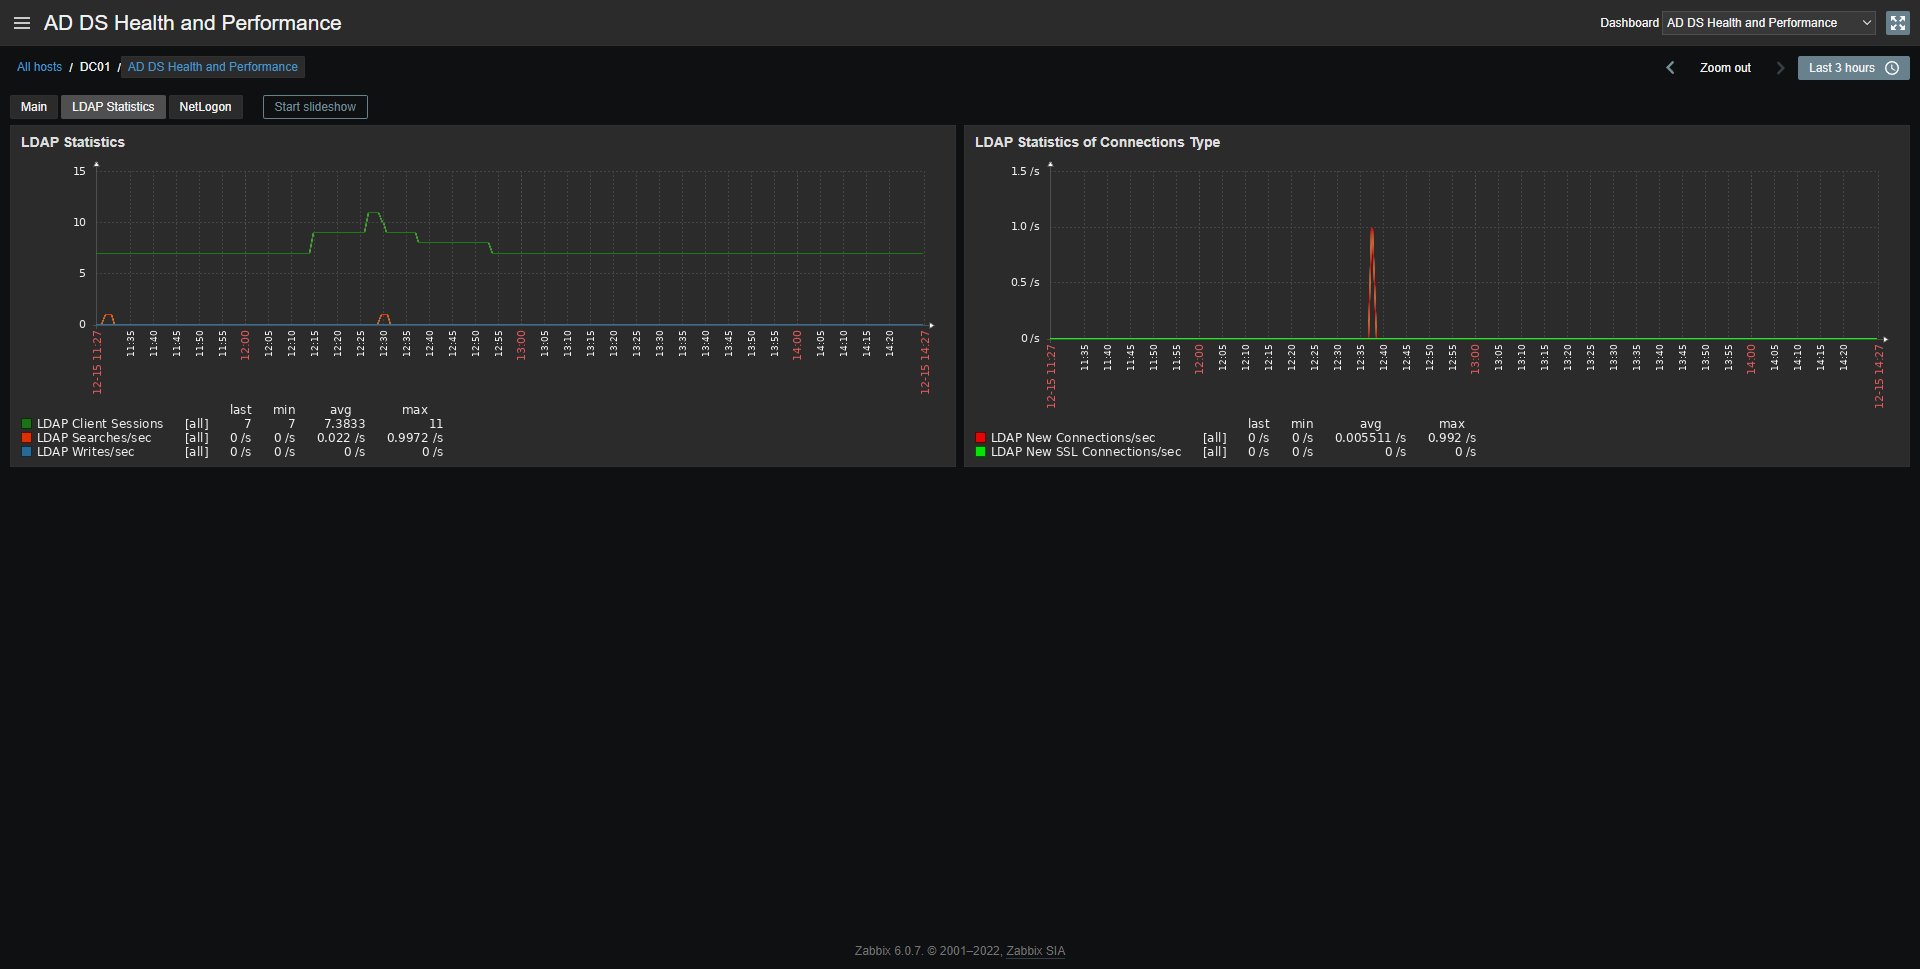 AD DS Health and Performance
Dashboard AD DS Health and Performance
All hosts / DC01 / AD DS Health and Performance
Zoom out
Last 3 hours
Main LDAP Statistics NetLogon Start slideshow
LDAP Statistics
15
10
5
0
12-15 11:27 11:35 11:40 11:45 11:50 11:55 12:00 12:05 12:10 12:15 12:20 12:25 12:30 12:35 12:40 12:45 12:50 12:55 13:00 13:05 13:10 13:15 13:20 13:25 13:30 13:35 13:40 13:45 13:50 13:55 14:00 14:05 14:10 14:15 14:20 12-15 14:27
last min avg max
LDAP Client Sessions [all] 7 7 7.3833 11
LDAP Searches/sec [all] 0 /s 0 /s 0.022 /s 0.9972 /s
LDAP Writes/sec [all] 0 /s 0 /s 0 /s 0 /s
LDAP Statistics of Connections Type
1.5 /s
1.0 /s
0.5 /s
0 /s
12-15 11:27 11:35 11:40 11:45 11:50 11:55 12:00 12:05 12:10 12:15 12:20 12:25 12:30 12:35 12:40 12:45 12:50 12:55 13:00 13:05 13:10 13:15 13:20 13:25 13:30 13:35 13:40 13:45 13:50 13:55 14:00 14:05 14:10 14:15 14:20 12-15 14:27
last min avg max
LDAP New Connections/sec [all] 0 /s 0 /s 0.005511 /s 0.992 /s
LDAP New SSL Connections/sec [all] 0 /s 0 /s 0 /s 0 /s
Zabbix 6.0.7. © 2001–2022, Zabbix SIA